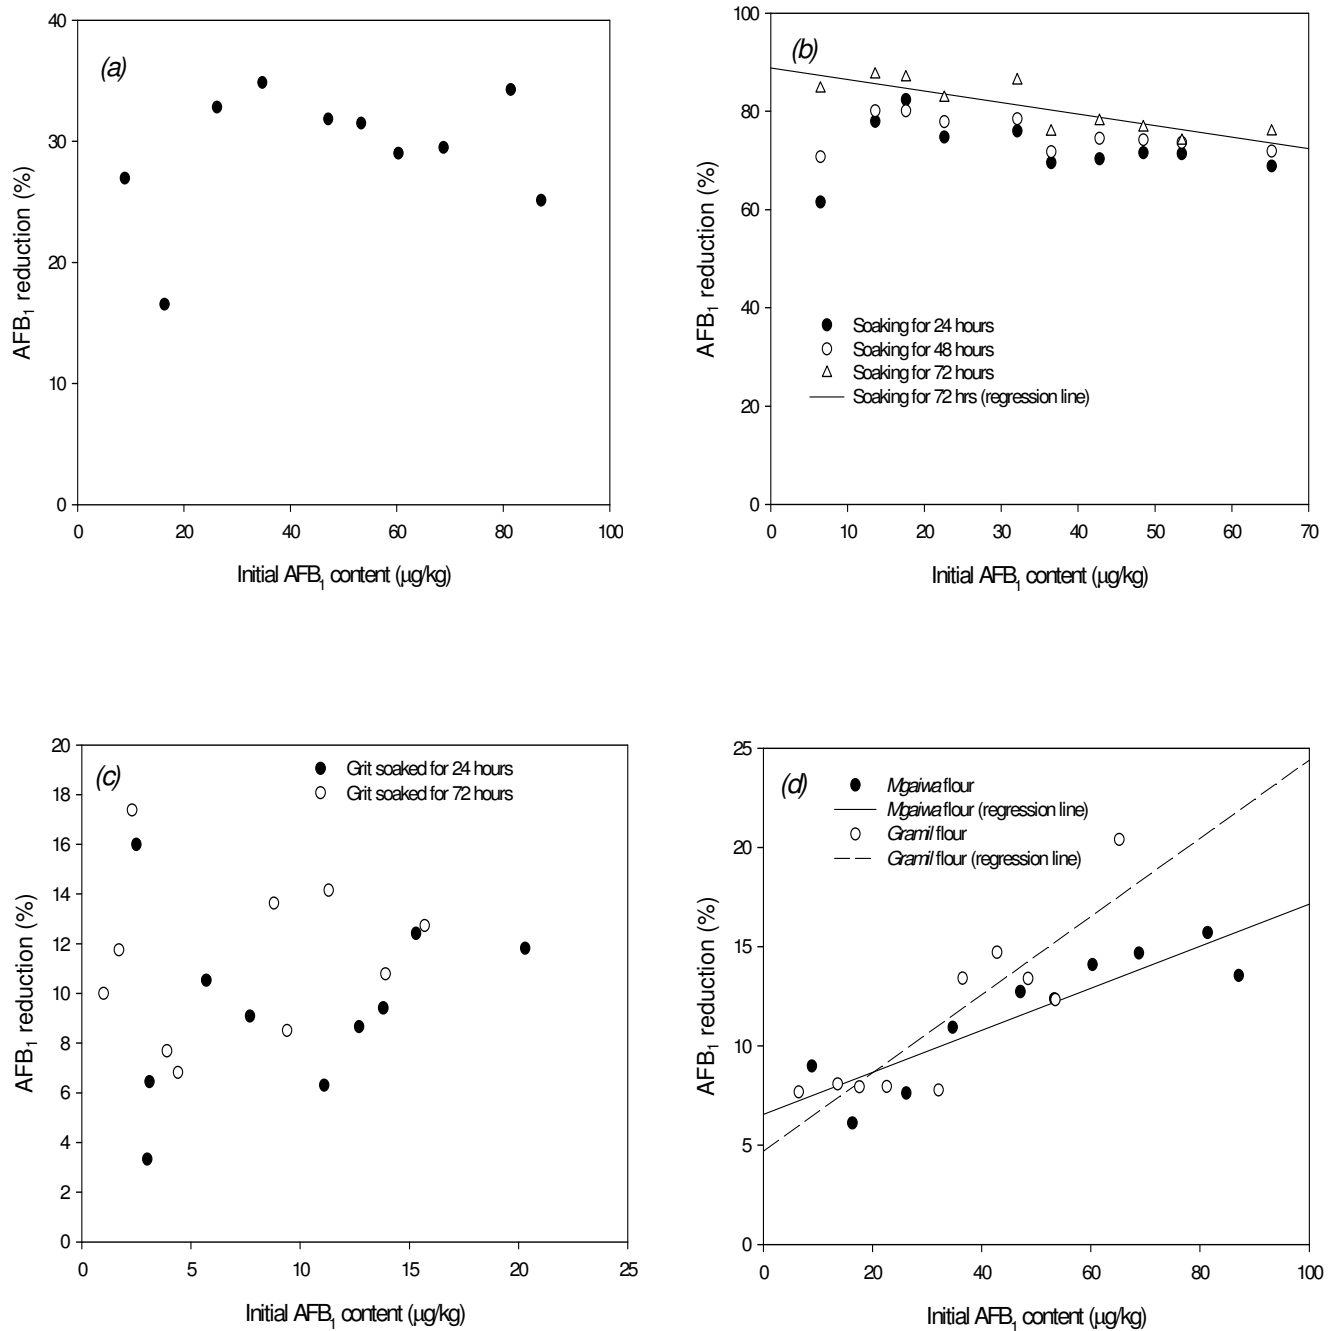 (a)
40
30
20
10
0
0 20 40 60 80 100
AFB1 reduction (%)
Initial AFB1 content (µg/kg)
(b)
100
80
60
40
20
0
0 10 20 30 40 50 60 70
AFB1 reduction (%)
Soaking for 24 hours
Soaking for 48 hours
Soaking for 72 hours
Soaking for 72 hrs (regression line)
Initial AFB1 content (µg/kg)
(c)
20
18
16
14
12
10
8
6
4
2
0
0 5 10 15 20 25
AFB1 reduction (%)
Grit soaked for 24 hours
Grit soaked for 72 hours
Initial AFB1 content (µg/kg)
(d)
25
20
15
10
5
0
0 20 40 60 80 100
AFB1 reduction (%)
Mgaiwa flour
Mgaiwa flour (regression line)
Gramil flour
Gramil flour (regression line)
Initial AFB1 content (µg/kg)